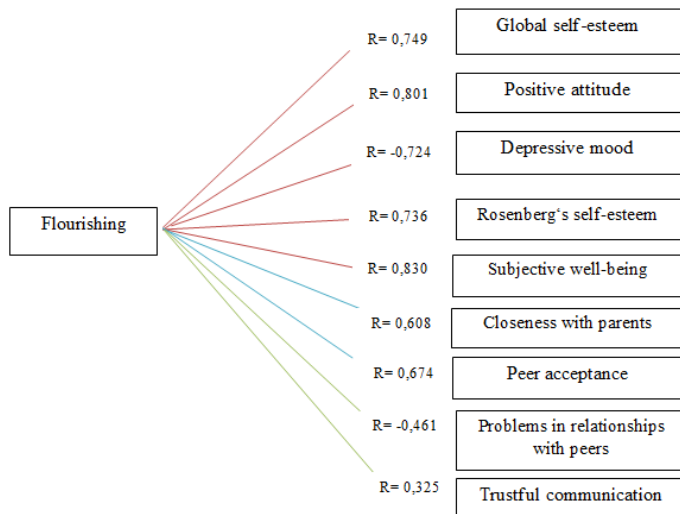 Global self-esteem
R= 0,749
Positive attitude
R= 0,801
Depressive mood
R= -0,724
Rosenberg‘s self-esteem
R= 0,736
Flourishing
Subjective well-being
R= 0,830
Closeness with parents
R= 0,608
Peer acceptance
R= 0,674
Problems in relationships
with peers
R= -0,461
Trustful communication
R= 0,325